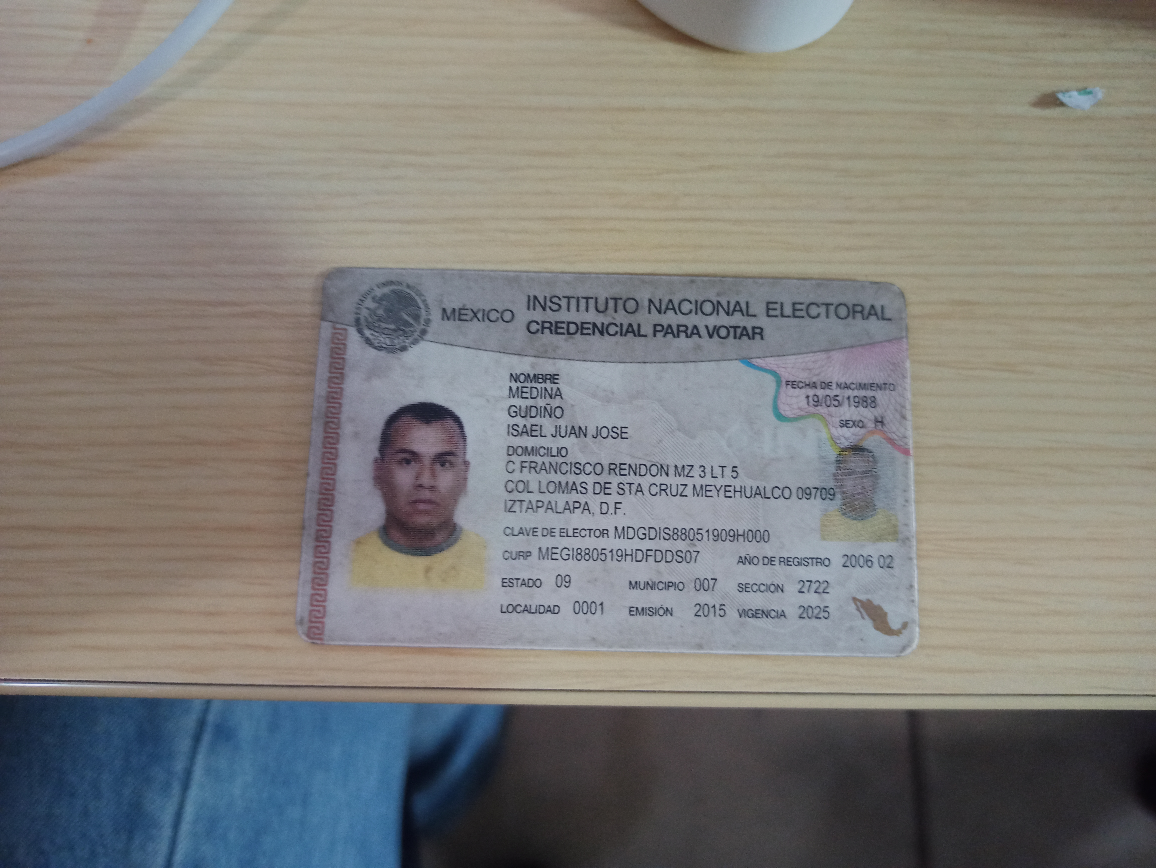 MÉXICO INSTITUTO NACIONAL ELECTORAL
CREDENCIAL PARA VOTAR
NOMBRE
MEDINA
GUDIÑO
ISAEL JUAN JOSE
FECHA DE NACIMIENTO
19/05/1988
SEXO H
DOMICILIO
C FRANCISCO RENDON MZ 3 LT 5
COL LOMAS DE STA CRUZ MEYEHUALCO 09709
IZTAPALAPA, D.F.
CLAVE DE ELECTOR MDGDIS88051909H000
CURP MEGI880519HDFDDS07 AÑO DE REGISTRO 2006 02
ESTADO 09 MUNICIPIO 007 SECCIÓN 2722
LOCALIDAD 0001 EMISIÓN 2015 VIGENCIA 2025